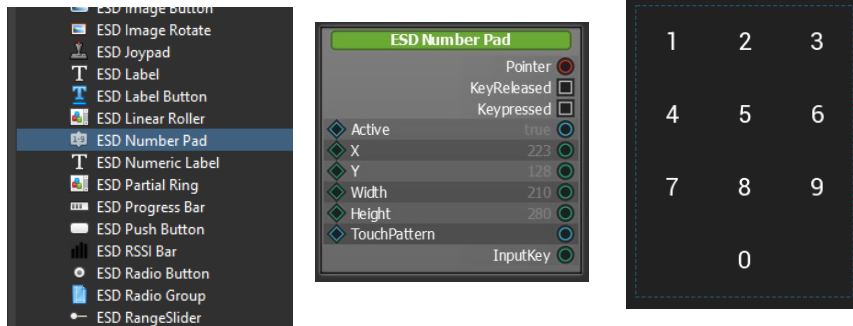 ESD Image Button
ESD Image Rotate
ESD Joypad
ESD Label
ESD Label Button
ESD Linear Roller
ESD Number Pad
ESD Numeric Label
ESD Partial Ring
ESD Progress Bar
ESD Push Button
ESD RSSI Bar
ESD Radio Button
ESD Radio Group
ESD RangeSlider
ESD Number Pad
Pointer
KeyReleased
Keypressed
Active true
X 223
Y 128
Width 210
Height 280
TouchPattern
InputKey
1 2 3
4 5 6
7 8 9
0